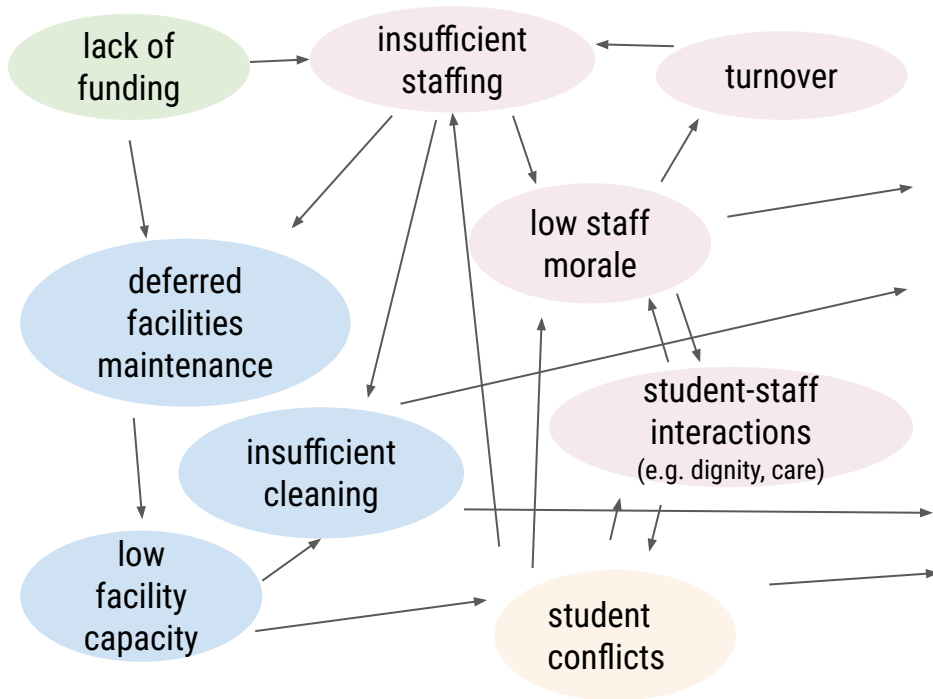 lack of
funding
insufficient
staffing
turnover
low staff
morale
deferred
facilities
maintenance
student-staff
interactions
(e.g. dignity, care)
insufficient
cleaning
low
facility
capacity
student
conflicts